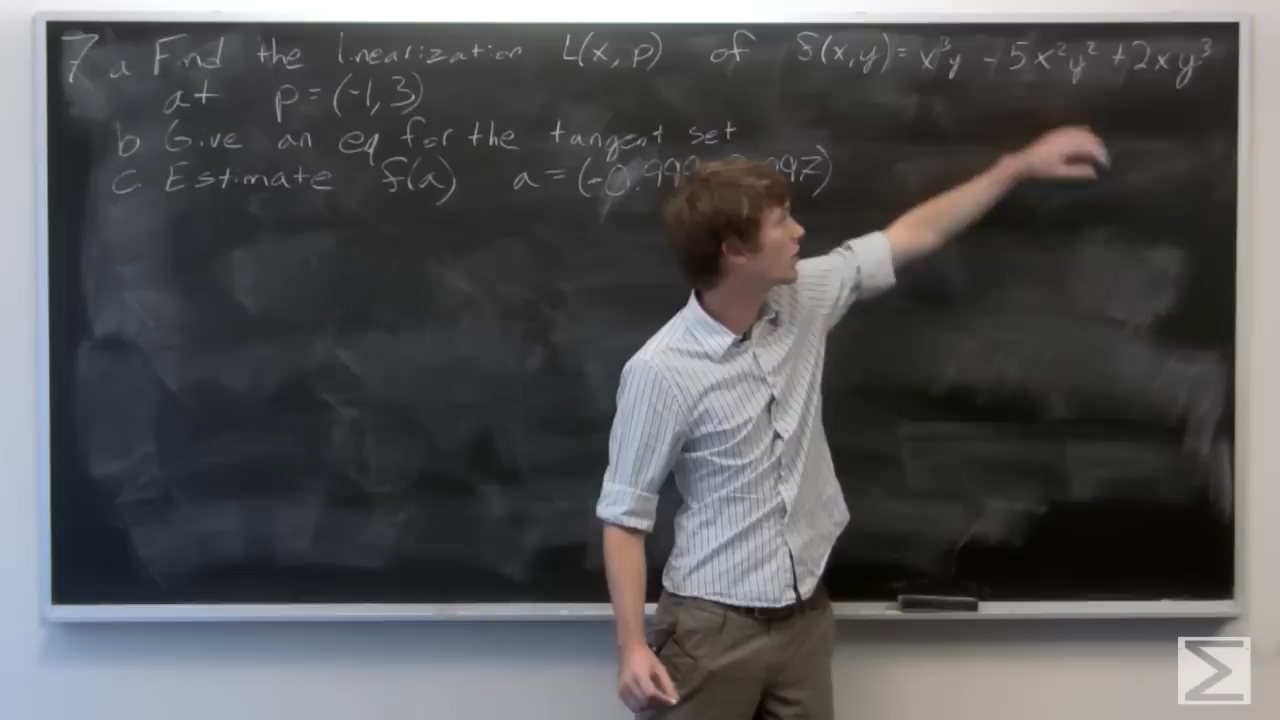 7 a Find the linearization L(x, p) of f(x,y) = x³y - 5x²y² + 2xy³
at p = (-1, 3)
b Give an eq for the tangent set
c Estimate f(a) a = (-0.999
Σ